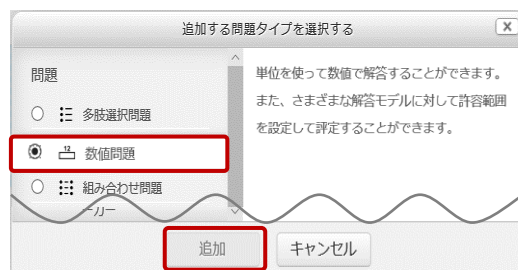 追加する問題タイプを選択する
X
問題
多肢選択問題
12
数値問題
組み合わせ問題
単位を使って数値で解答することができます。
また、さまざまな解答モデルに対して許容範囲
を設定して評定することができます。
追加
キャンセル